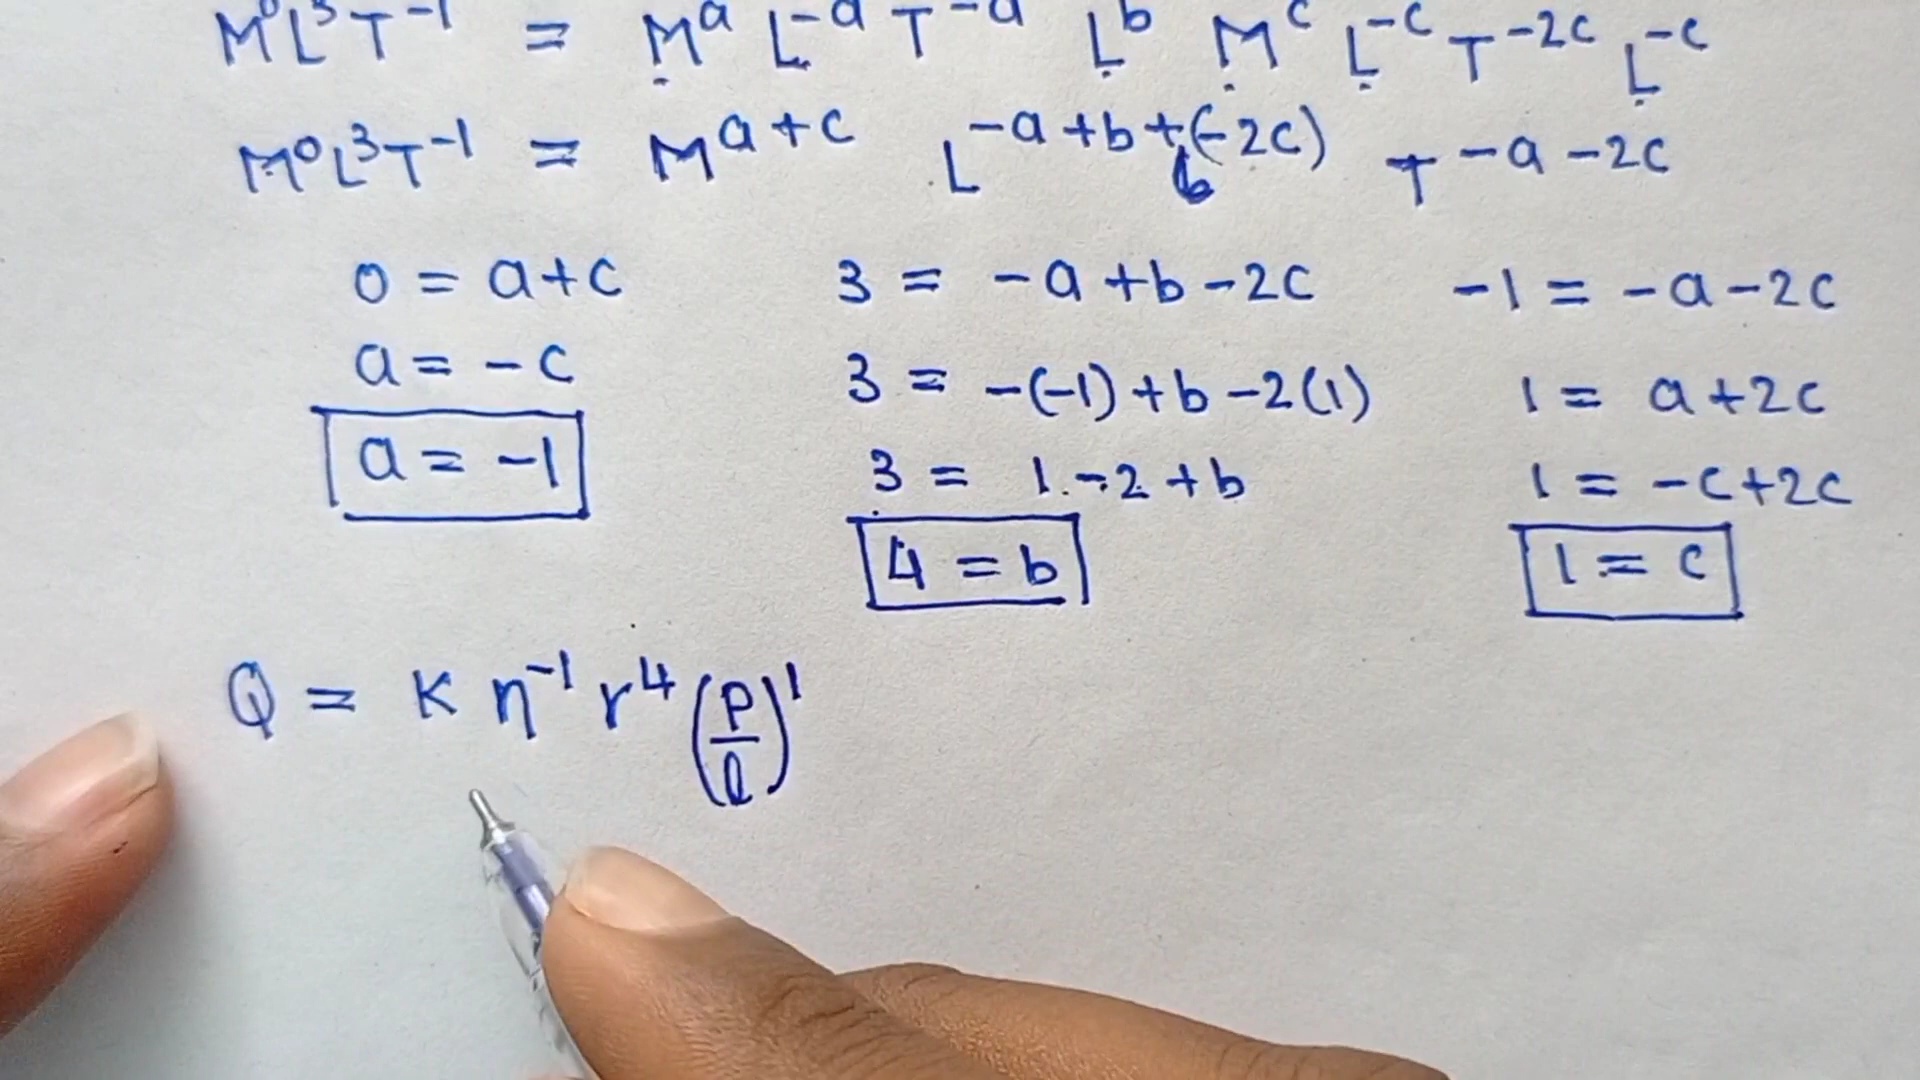 M⁰L³T⁻¹ = Mᵃ L⁻ᵃ T⁻ᵃ Lᵇ Mᶜ L⁻ᶜ T⁻²ᶜ L⁻ᶜ
M⁰L³T⁻¹ = M^(a+c) L^(-a+b+(-2c)) T^(-a-2c)
0 = a+c 3 = -a+b-2c -1 = -a-2c
a = -c 3 = -(-1)+b-2(1) 1 = a+2c
a = -1 3 = 1-2+b 1 = -c+2c
4 = b 1 = c
Q = K η⁻¹ r⁴ (P/l)¹